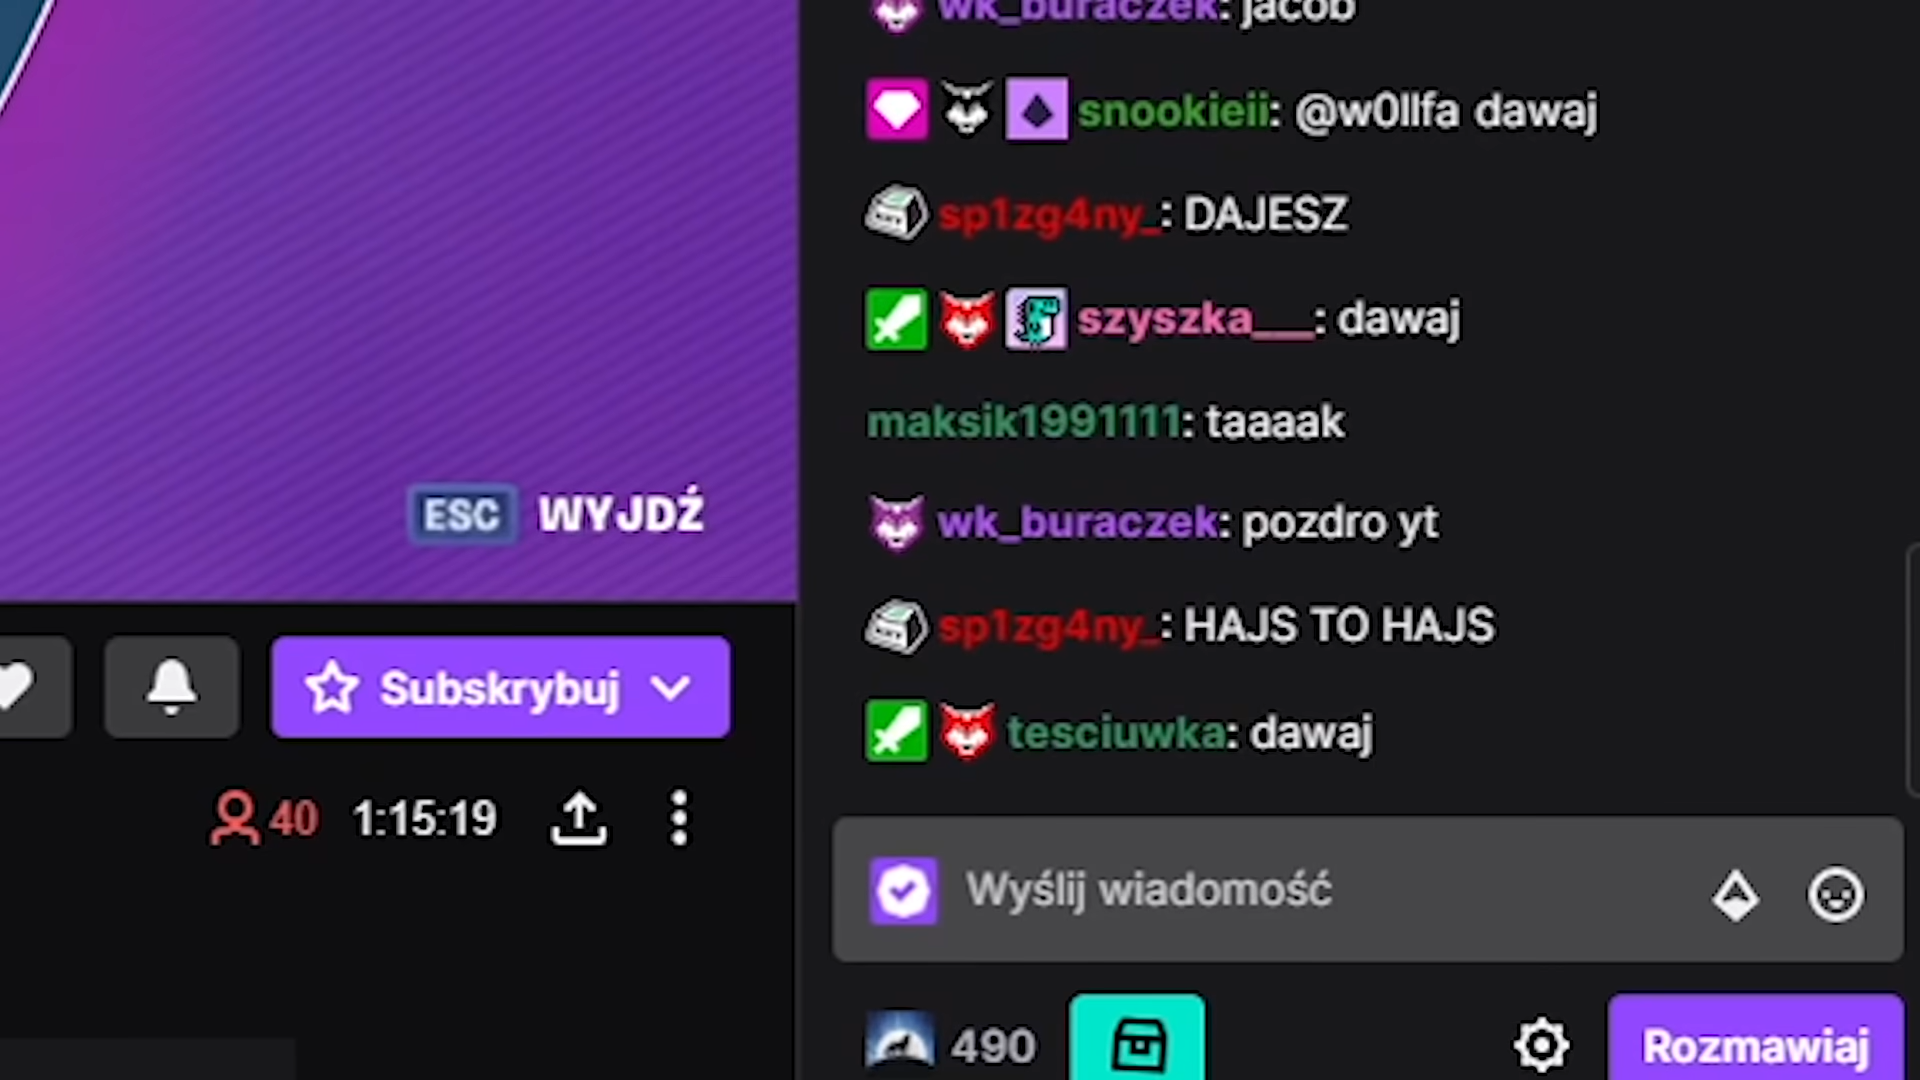 wk_buraczek: jacob
snookieii: @w0llfa dawaj
sp1zg4ny_: DAJESZ
szyszka___: dawaj
maksik1991111: taaaak
wk_buraczek: pozdro yt
sp1zg4ny_: HAJS TO HAJS
tesciuwka: dawaj
ESC WYJDŹ
Subskrybuj
40 1:15:19
Wyślij wiadomość
490
Rozmawiaj